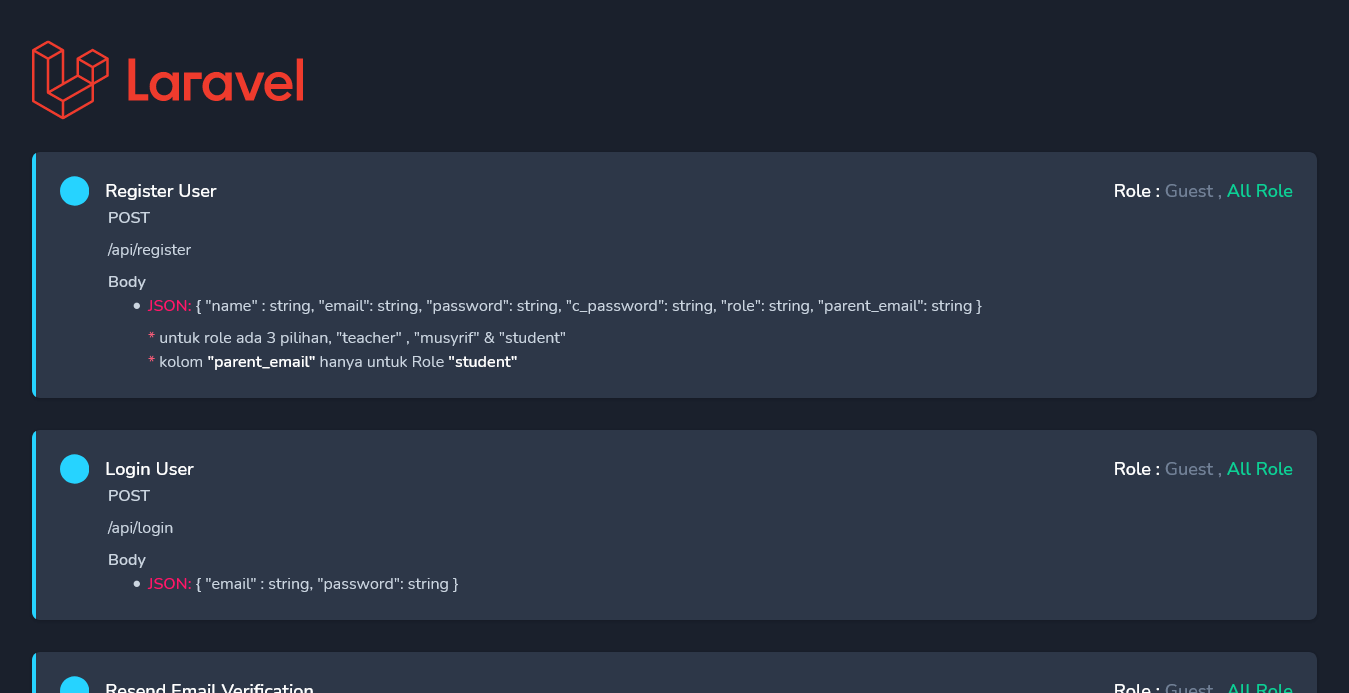 Laravel
Register User Role : Guest , All Role
POST
/api/register
Body
JSON: { "name" : string, "email": string, "password": string, "c_password": string, "role": string, "parent_email": string }
* untuk role ada 3 pilihan, "teacher" , "musyrif" & "student"
* kolom "parent_email" hanya untuk Role "student"
Login User Role : Guest , All Role
POST
/api/login
Body
JSON: { "email" : string, "password": string }
Resend Email Verification Role : Guest , All Role